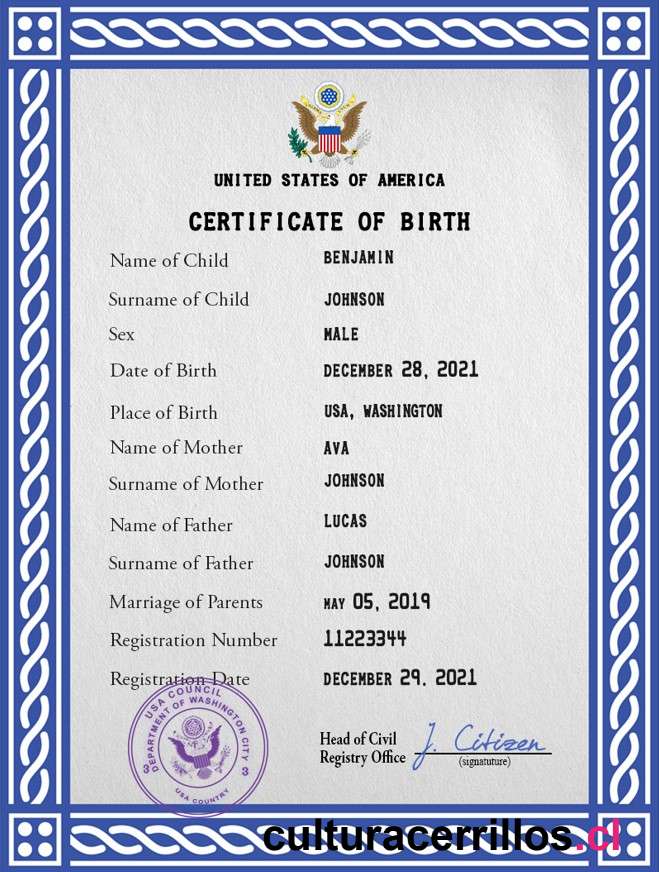 UNITED STATES OF AMERICA
CERTIFICATE OF BIRTH
Name of Child BENJAMIN
Surname of Child JOHNSON
Sex MALE
Date of Birth DECEMBER 28, 2021
Place of Birth USA, WASHINGTON
Name of Mother AVA
Surname of Mother JOHNSON
Name of Father LUCAS
Surname of Father JOHNSON
Marriage of Parents MAY 05, 2019
Registration Number 11223344
Registration Date DECEMBER 29. 2021
USA COUNCIL
DEPARTMENT OF WASHINGTON CITY
3 3
USA COUNTRY
Head of Civil
Registry Office J. Citizen
(signatuture)
culturacerrillos.cl